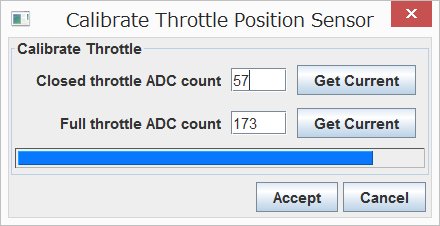 Calibrate Throttle Position Sensor
Calibrate Throttle
Closed throttle ADC count 57 Get Current
Full throttle ADC count 173 Get Current
Accept Cancel